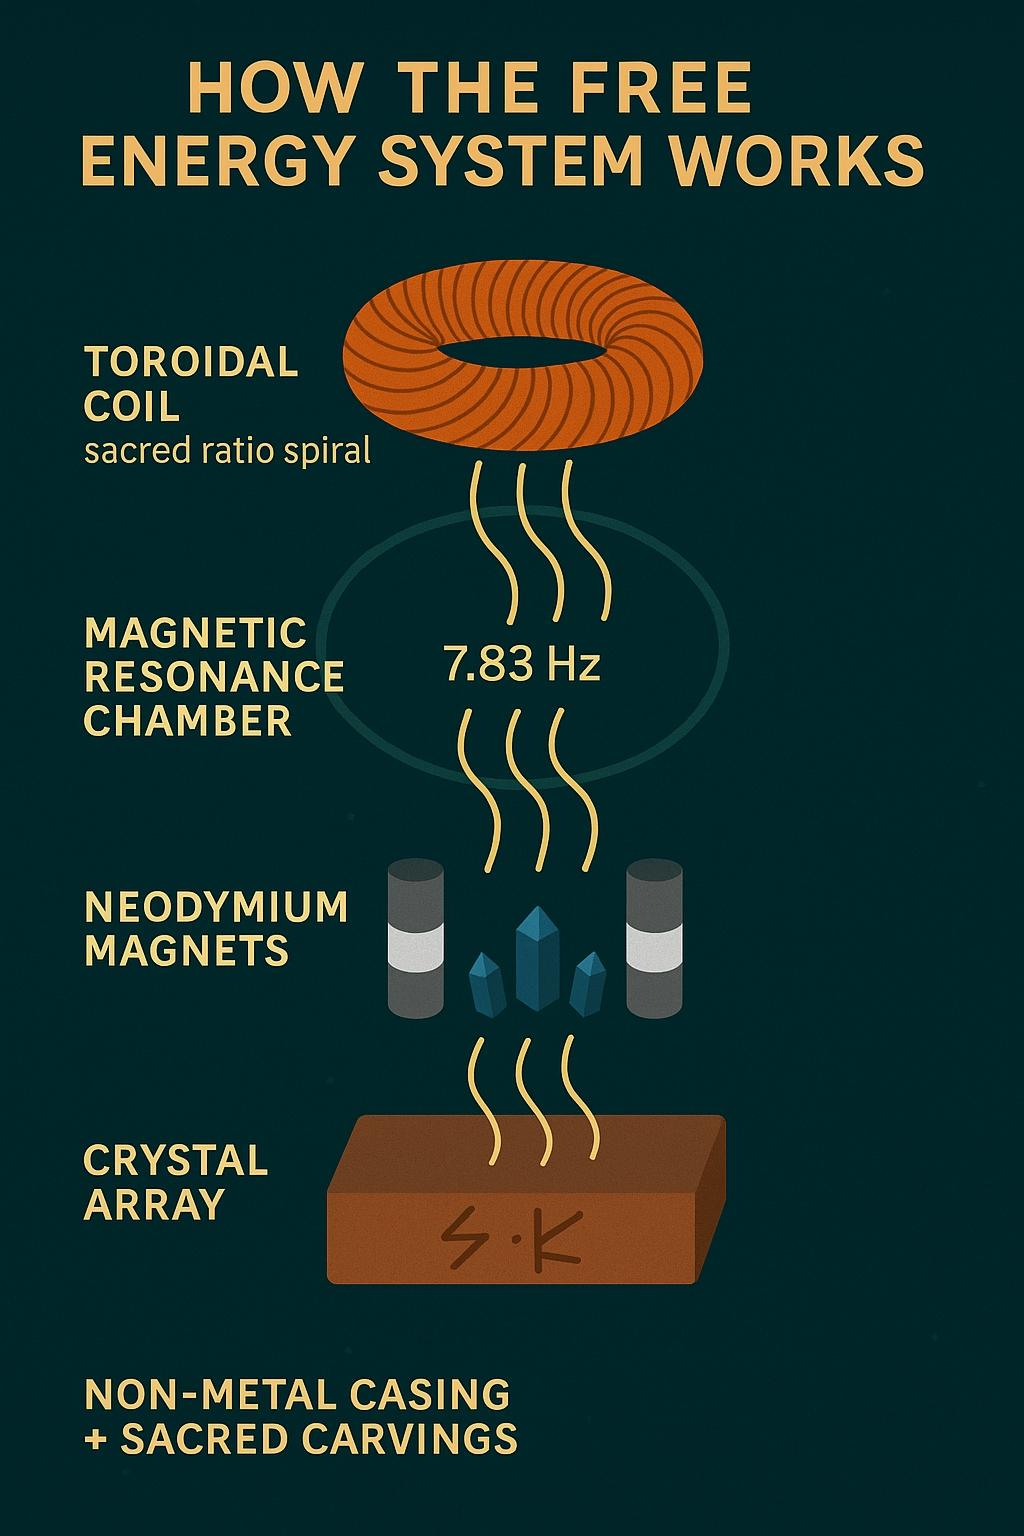 HOW THE FREE
ENERGY SYSTEM WORKS
TOROIDAL
COIL
sacred ratio spiral
MAGNETIC
RESONANCE
CHAMBER
7.83 Hz
NEODYMIUM
MAGNETS
CRYSTAL
ARRAY
S·K
NON-METAL CASING
+ SACRED CARVINGS